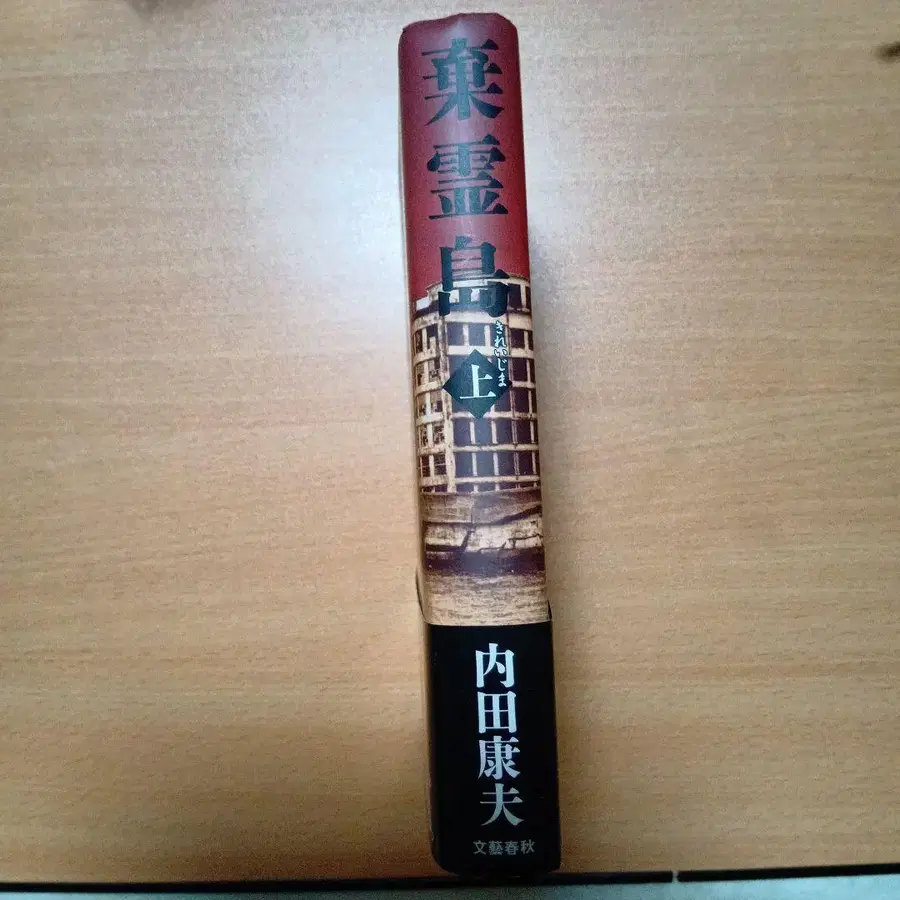 棄霊島
きれいじま
上
内田康夫
文藝春秋